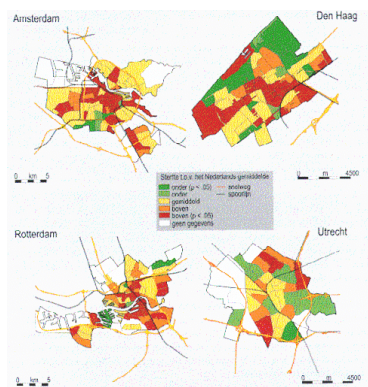 Amsterdam
Den Haag
0 km 5
0 m 4500
Sterfte t.o.v. het Nederlands gemiddelde
onder (p < .05)
onder
gemiddeld
boven
boven (p < .05)
geen gegevens
snelweg
spoorlijn
Rotterdam
Utrecht
0 km 5
0 m 4500